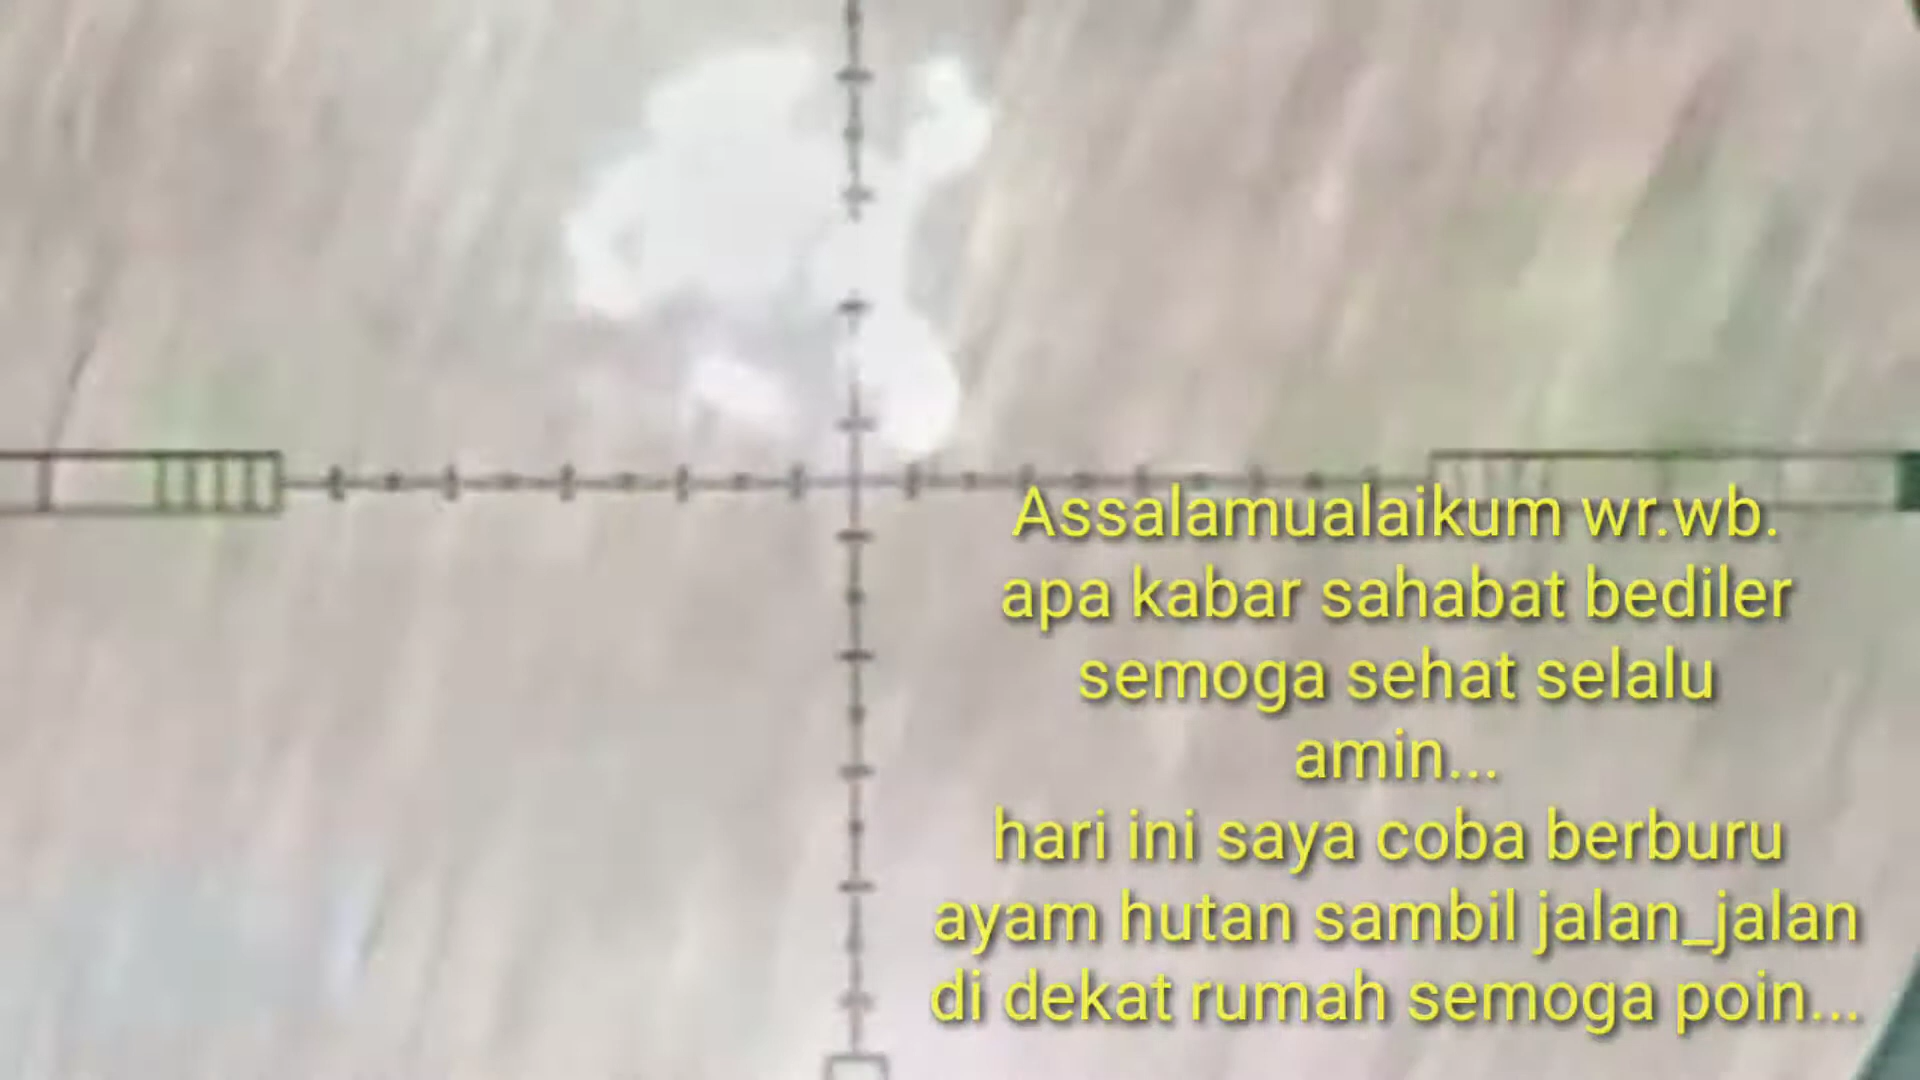 Assalamualaikum wr.wb.
apa kabar sahabat bediler
semoga sehat selalu
amin...
hari ini saya coba berburu
ayam hutan sambil jalan_jalan
di dekat rumah semoga poin...